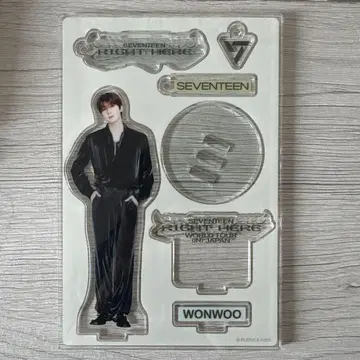 SEVENTEEN
RIGHT HERE
SEVENTEEN
SEVENTEEN
RIGHT HERE
WORLD TOUR
IN JAPAN
WONWOO